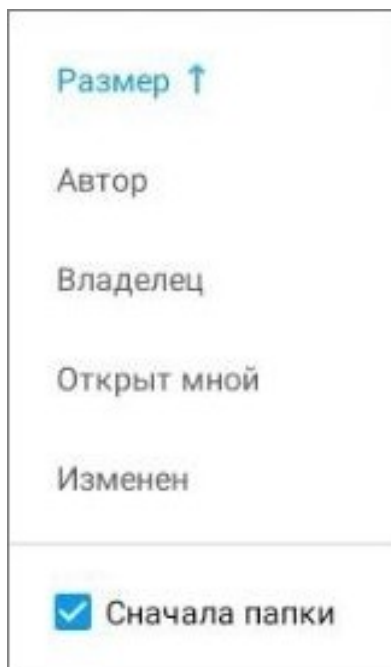 Размер ↑
Автор
Владелец
Открыт мной
Изменен
Сначала папки